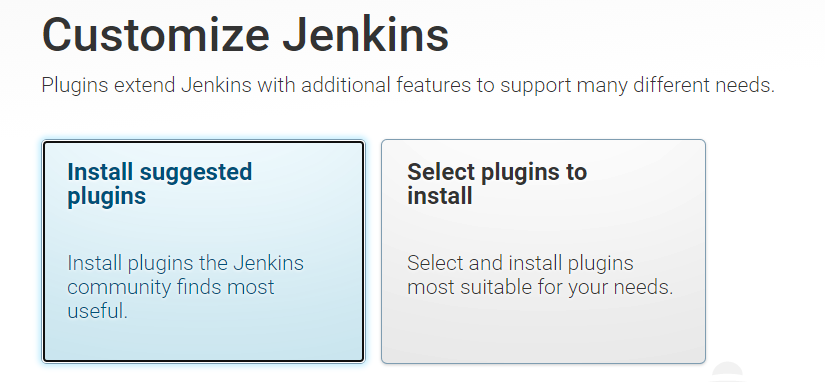 Customize Jenkins
Plugins extend Jenkins with additional features to support many different needs.
Install suggested
plugins
Install plugins the Jenkins
community finds most
useful.
Select plugins to
install
Select and install plugins
most suitable for your needs.